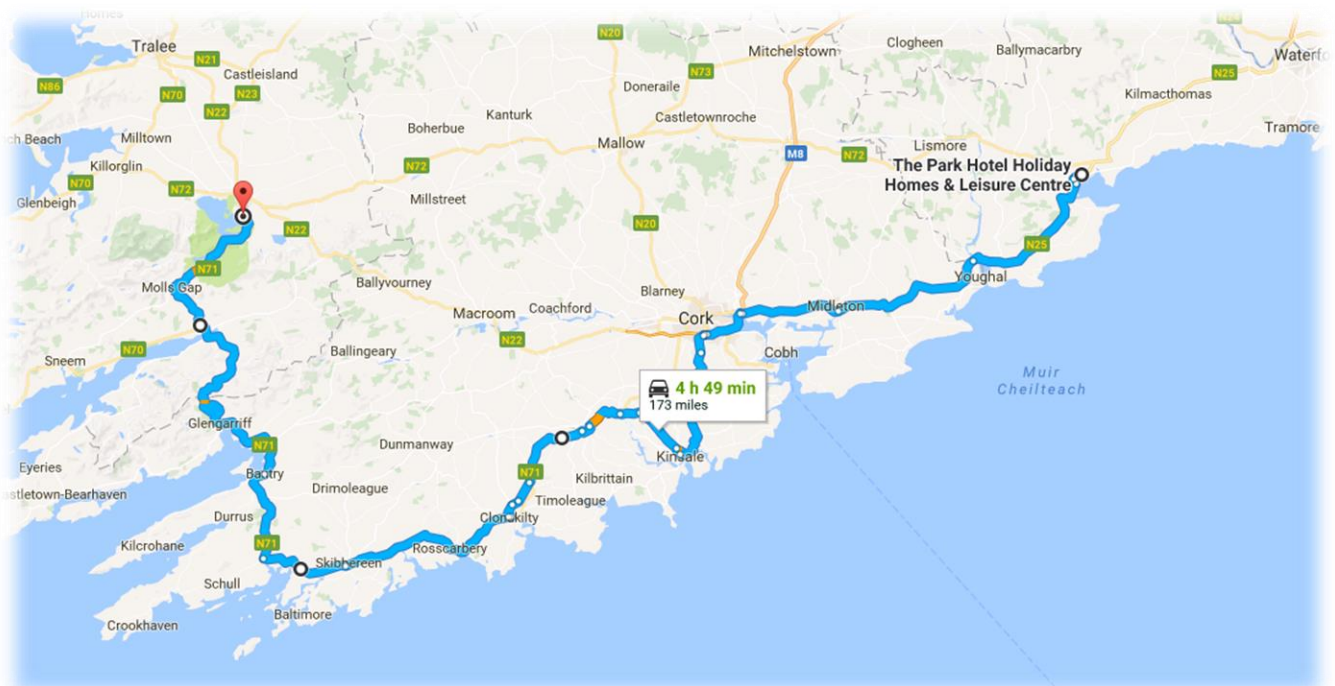 Homes
Tralee
N21
Castleisland
N86
N70
N23
N22
ch Beach
Milltown
Killorglin
N70
N72
Glenbeigh
N22
N71
Molls Gap
N70
Sneem
Glengarriff
Eyeries
astletown-Bearhaven
N71
Bantry
Durrus
Kilcrohane
N71
Schull
Crookhaven
Skibbereen
Baltimore
Drimoleague
Dunmanway
Rosscarbery
Clonakilty
Timoleague
N71
Kilbrittain
Kinsale
4 h 49 min
173 miles
Ballingeary
Ballyvourney
Macroom
N22
Coachford
Blarney
Cork
Cobh
Midleton
Youghal
N25
Boherbue
Kanturk
N72
Millstreet
Mallow
N20
N20
N73
Doneraile
Castletownroche
Mitchelstown
M8
N72
Clogheen
Ballymacarbry
Lismore
The Park Hotel Holiday
Homes & Leisure Centre
Kilmacthomas
N25
Waterfo
Tramore
Muir
Cheilteach